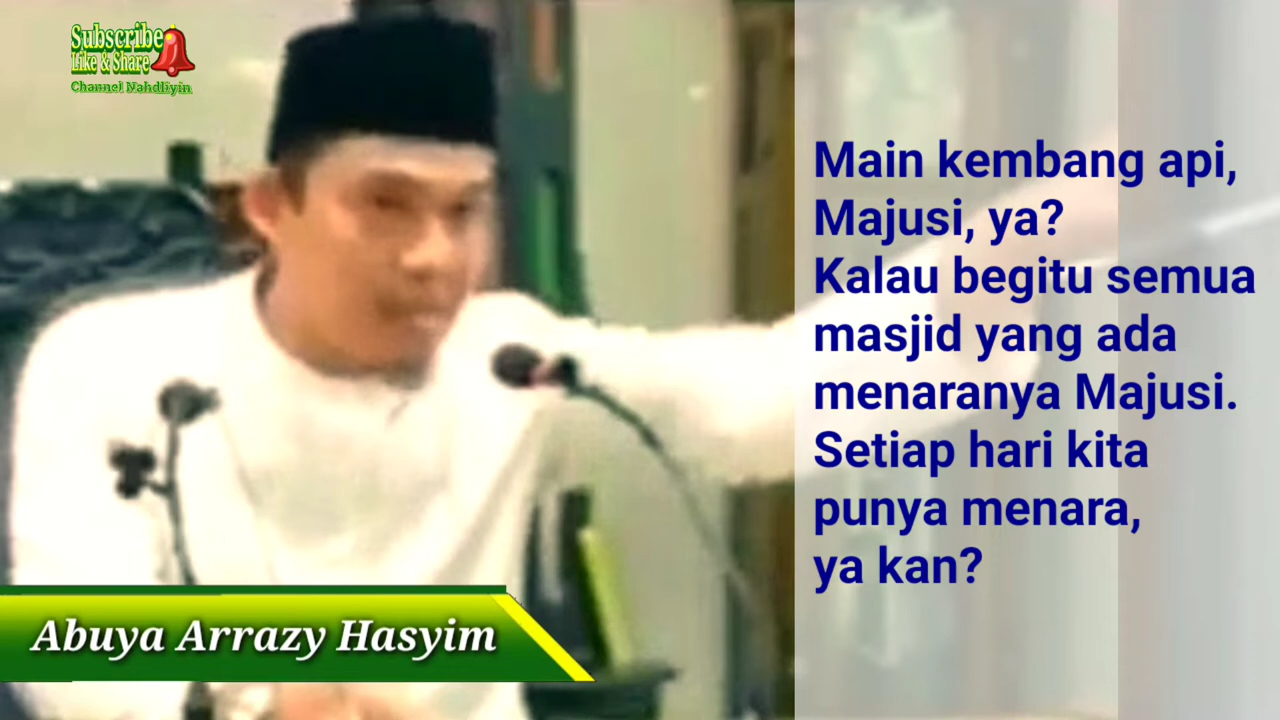 Subscribe
Like & Share
Channel Nahdliyin
Main kembang api,
Majusi, ya?
Kalau begitu semua
masjid yang ada
menaranya Majusi.
Setiap hari kita
punya menara,
ya kan?
Abuya Arrazy Hasyim